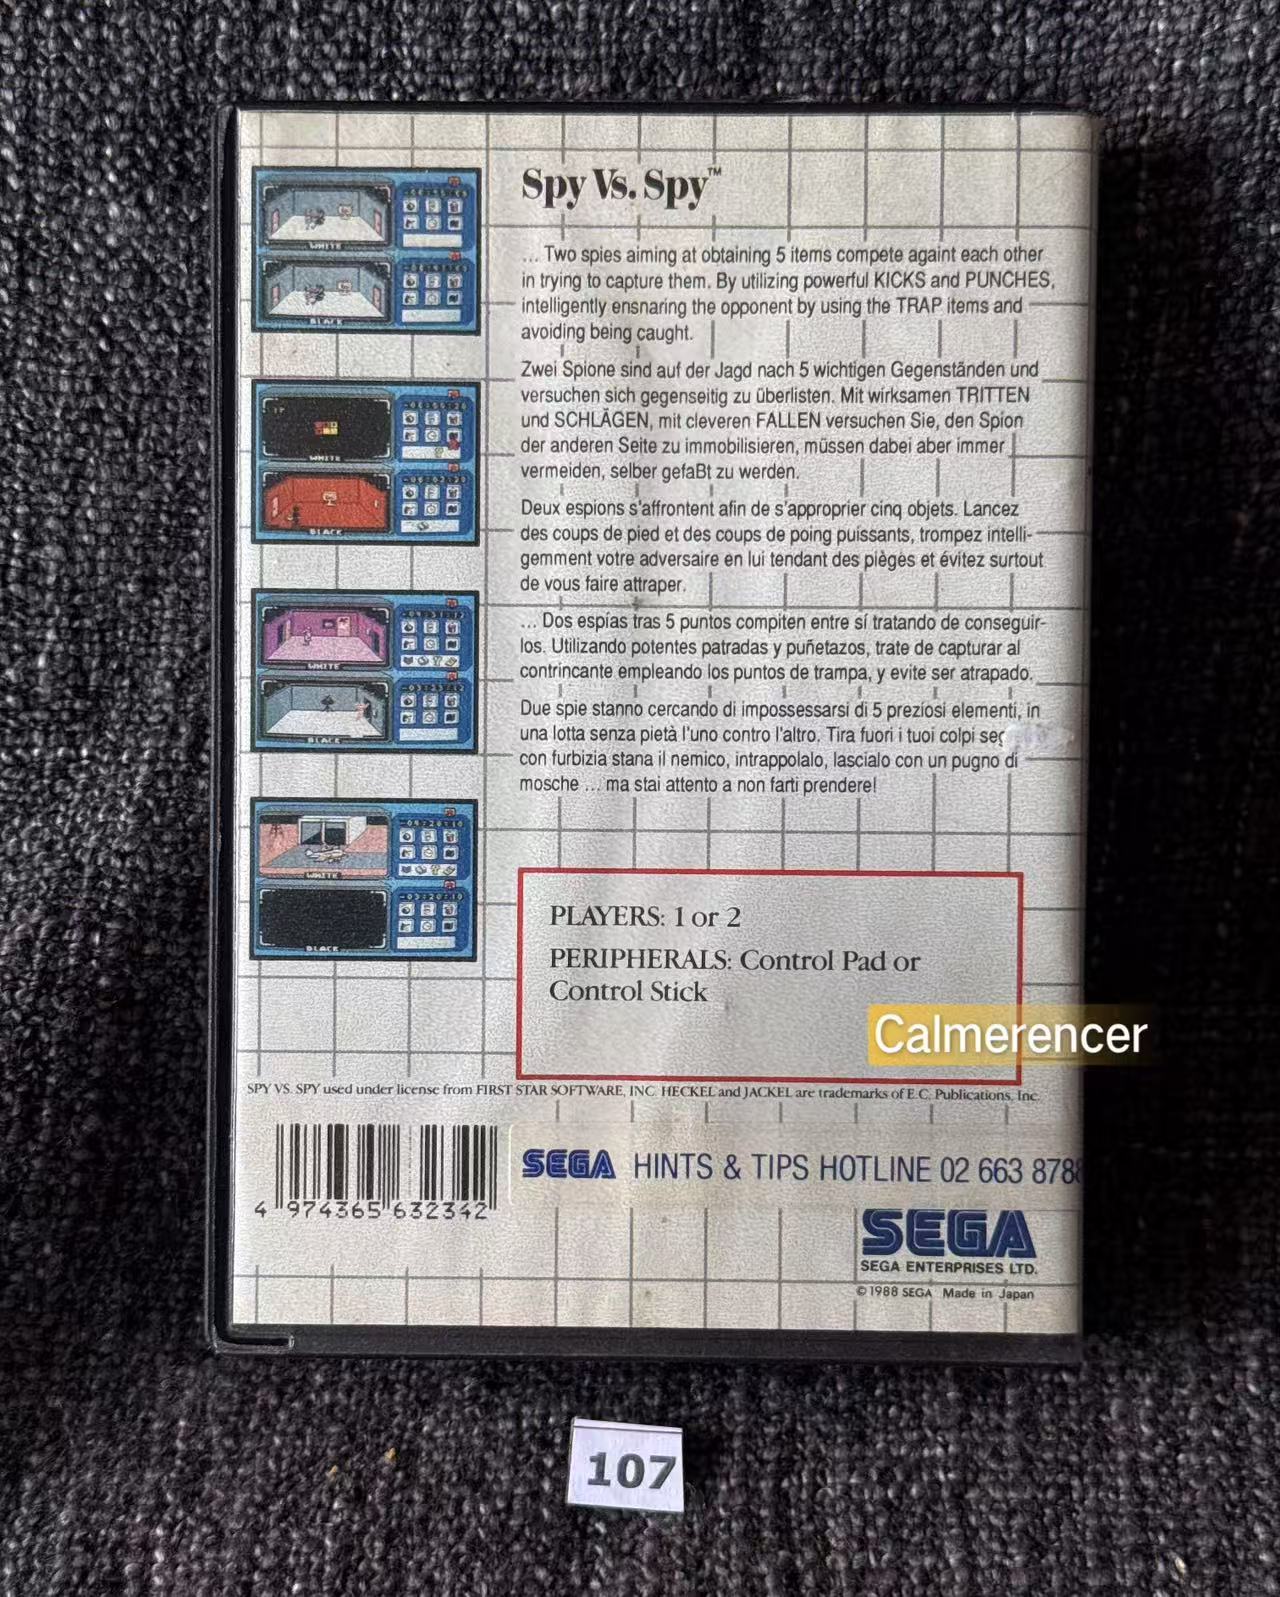 Spy Vs. Spy™
... Two spies aiming at obtaining 5 items compete againt each other
in trying to capture them. By utilizing powerful KICKS and PUNCHES,
intelligently ensnaring the opponent by using the TRAP items and
avoiding being caught.
Zwei Spione sind auf der Jagd nach 5 wichtigen Gegenständen und
versuchen sich gegenseitig zu überlisten. Mit wirksamen TRITTEN
und SCHLÄGEN, mit cleveren FALLEN versuchen Sie, den Spion
der anderen Seite zu immobilisieren, müssen dabei aber immer
vermeiden, selber gefaßt zu werden.
Deux espions s'affrontent afin de s'approprier cinq objets. Lancez
des coups de pied et des coups de poing puissants, trompez intelli-
gemment votre adversaire en lui tendant des pièges et évitez surtout
de vous faire attraper.
... Dos espías tras 5 puntos compiten entre sí tratando de conseguir-
los. Utilizando potentes patradas y puñetazos, trate de capturar al
contrincante empleando los puntos de trampa, y evite ser atrapado.
Due spie stanno cercando di impossessarsi di 5 preziosi elementi, in
una lotta senza pietà l'uno contro l'altro. Tira fuori i tuoi colpi
con furbizia stana il nemico, intrappolalo, lascialo con un pugno di
mosche ... ma stai attento a non farti prendere!
WHITE
BLACK
WHITE
BLACK
WHITE
BLACK
WHITE
BLACK
PLAYERS: 1 or 2
PERIPHERALS: Control Pad or
Control Stick
Calmerencer
SPY VS. SPY used under license from FIRST STAR SOFTWARE, INC. HECKEL and JACKEL are trademarks of E.C. Publications, Inc.
4 974365 632342
SEGA HINTS & TIPS HOTLINE 02 663 878
SEGA
SEGA ENTERPRISES LTD.
©1988 SEGA Made in Japan
107